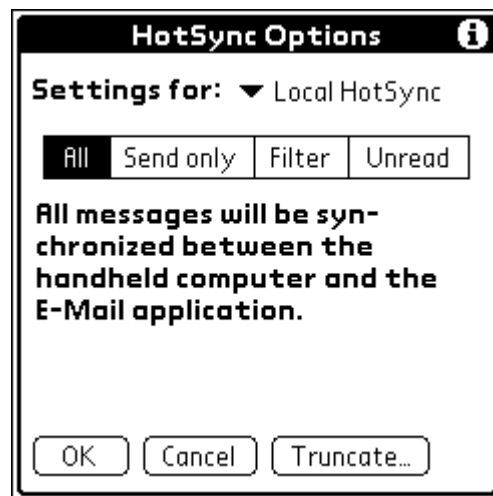 HotSync Options
Settings for: Local HotSync
All Send only Filter Unread
All messages will be syn-
chronized between the
handheld computer and the
E-Mail application.
OK Cancel Truncate...